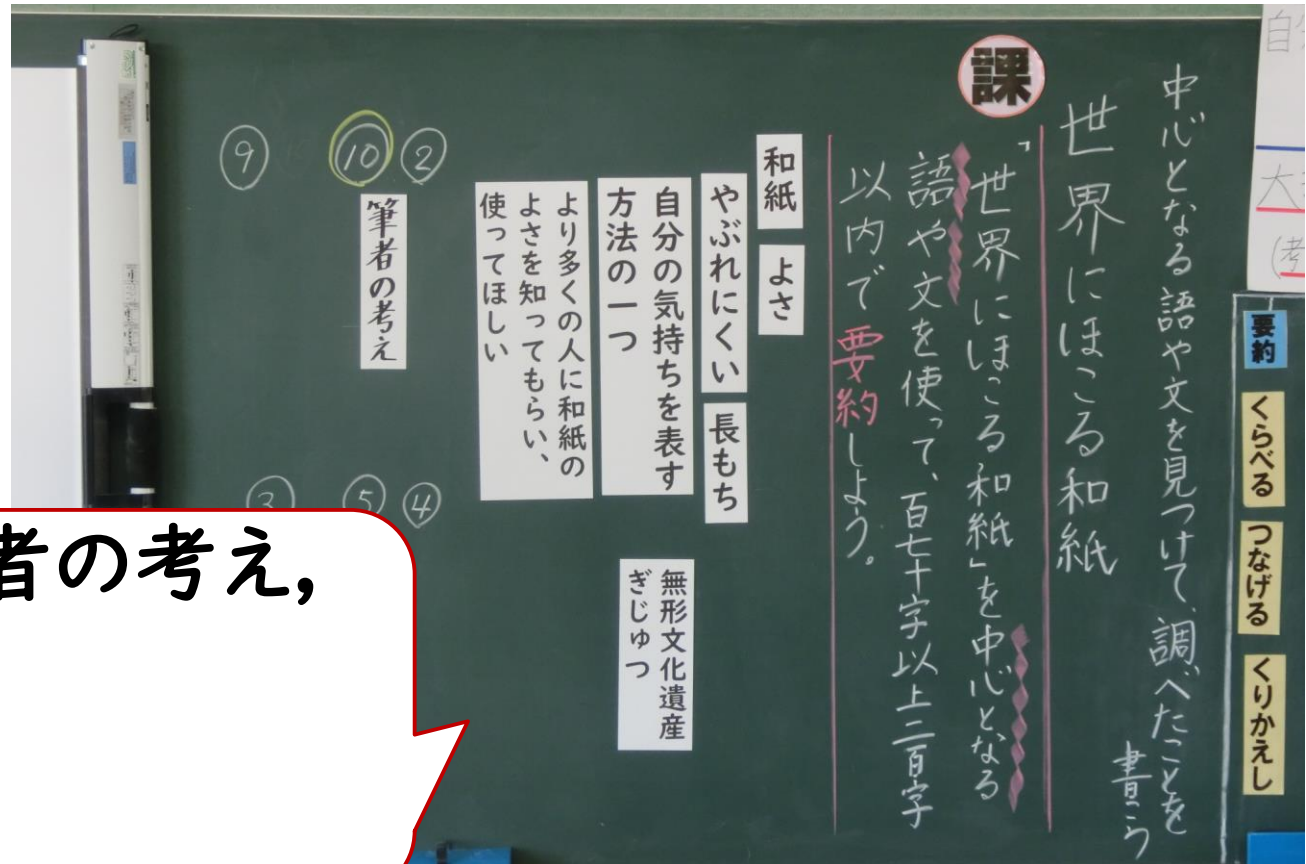 自
大
(考
要約
くらべる
つなげる
くりかえし
中心となる語や文を見つけて、調べたことを
書こう
世界にほこる和紙
課
「世界にほこる和紙」を中心となる
語や文を使って、百七十字以上二百字
以内で要約しよう。
和紙
よさ
やぶれにくい
長もち
自分の気持ちを表す
方法の一つ
無形文化遺産
ぎじゅつ
より多くの人に和紙の
よさを知ってもらい、
使ってほしい
② ④
⑩ ⑤
筆者の考え
⑨ ③
者の考え,